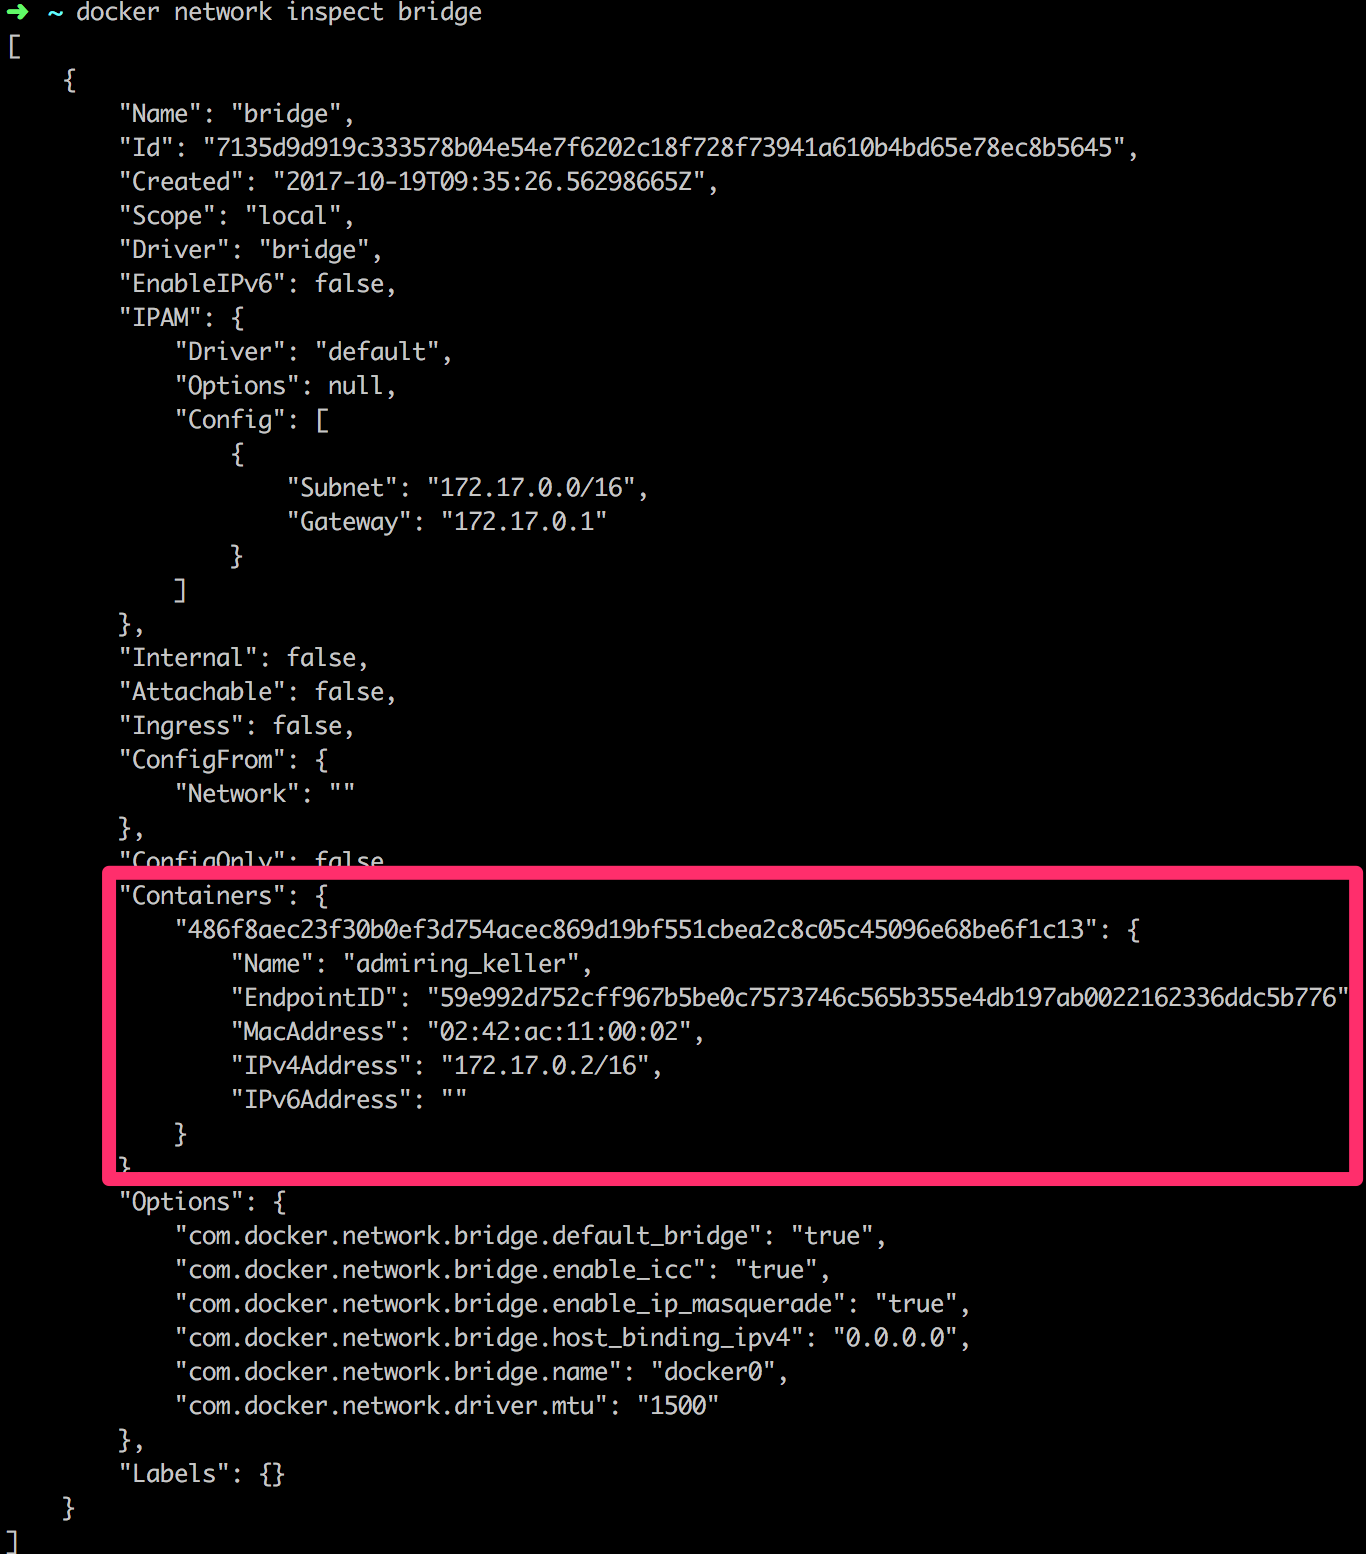 ➜  ~ docker network inspect bridge
[
    {
        "Name": "bridge",
        "Id": "7135d9d919c333578b04e54e7f6202c18f728f73941a610b4bd65e78ec8b5645",
        "Created": "2017-10-19T09:35:26.56298665Z",
        "Scope": "local",
        "Driver": "bridge",
        "EnableIPv6": false,
        "IPAM": {
            "Driver": "default",
            "Options": null,
            "Config": [
                {
                    "Subnet": "172.17.0.0/16",
                    "Gateway": "172.17.0.1"
                }
            ]
        },
        "Internal": false,
        "Attachable": false,
        "Ingress": false,
        "ConfigFrom": {
            "Network": ""
        },
        "ConfigOnly": false
        "Containers": {
            "486f8aec23f30b0ef3d754acec869d19bf551cbea2c8c05c45096e68be6f1c13": {
                "Name": "admiring_keller",
                "EndpointID": "59e992d752cff967b5be0c7573746c565b355e4db197ab0022162336ddc5b776"
                "MacAddress": "02:42:ac:11:00:02",
                "IPv4Address": "172.17.0.2/16",
                "IPv6Address": ""
            }
        }
        "Options": {
            "com.docker.network.bridge.default_bridge": "true",
            "com.docker.network.bridge.enable_icc": "true",
            "com.docker.network.bridge.enable_ip_masquerade": "true",
            "com.docker.network.bridge.host_binding_ipv4": "0.0.0.0",
            "com.docker.network.bridge.name": "docker0",
            "com.docker.network.driver.mtu": "1500"
        },
        "Labels": {}
    }
]